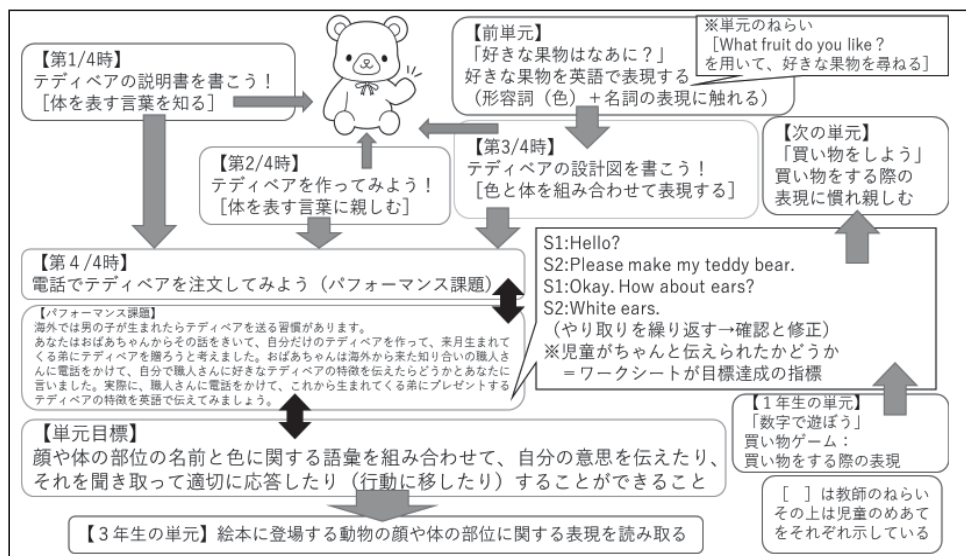 【第1/4時】
テディベアの説明書を書こう！
［体を表す言葉を知る］
【前単元】
「好きな果物はなあに？」
好きな果物を英語で表現する
（形容詞（色）＋名詞の表現に触れる）
※単元のねらい
［What fruit do you like？
を用いて、好きな果物を尋ねる］
【第2/4時】
テディベアを作ってみよう！
［体を表す言葉に親しむ］
【第3/4時】
テディベアの設計図を書こう！
［色と体を組み合わせて表現する］
【次の単元】
「買い物をしよう」
買い物をする際の
表現に慣れ親しむ
【第４/4時】
電話でテディベアを注文してみよう（パフォーマンス課題）
S1:Hello?
S2:Please make my teddy bear.
S1:Okay. How about ears?
S2:White ears.
（やり取りを繰り返す→確認と修正）
※児童がちゃんと伝えられたかどうか
＝ワークシートが目標達成の指標
【パフォーマンス課題】
海外では男の子が生まれたらテディベアを送る習慣があります。
あなたはおばあちゃんからその話をきいて、自分だけのテディベアを作って、来月生まれて
くる弟にテディベアを贈ろうと考えました。おばあちゃんは海外から来た知り合いの職人さ
んに電話をかけて、自分で職人さんに好きなテディベアの特徴を伝えたらどうかとあなたに
言いました。実際に、職人さんに電話をかけて、これから生まれてくる弟にプレゼントする
テディベアの特徴を英語で伝えてみましょう。
【単元目標】
顔や体の部位の名前と色に関する語彙を組み合わせて、自分の意思を伝えたり、
それを聞き取って適切に応答したり（行動に移したり）することができること
【１年生の単元】
「数字で遊ぼう」
買い物ゲーム：
買い物をする際の表現
［　］は教師のねらい
その上は児童のめあて
をそれぞれ示している
【３年生の単元】絵本に登場する動物の顔や体の部位に関する表現を読み取る